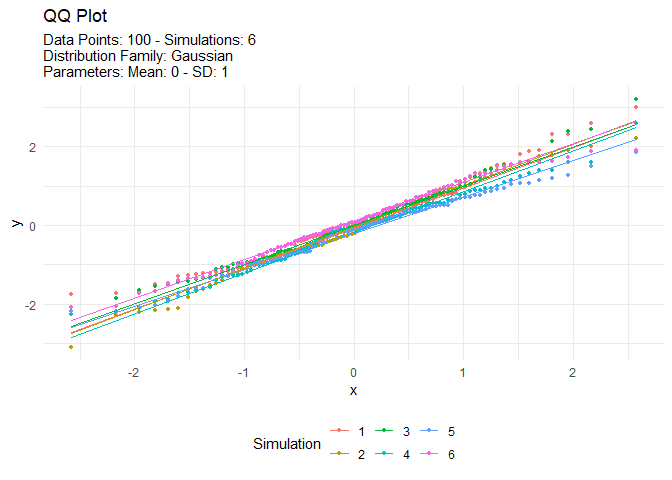 QQ Plot
Data Points: 100 - Simulations: 6
Distribution Family: Gaussian
Parameters: Mean: 0 - SD: 1
y
2
0
-2
-2
-1
0
1
2
x
Simulation
1
3
5
2
4
6